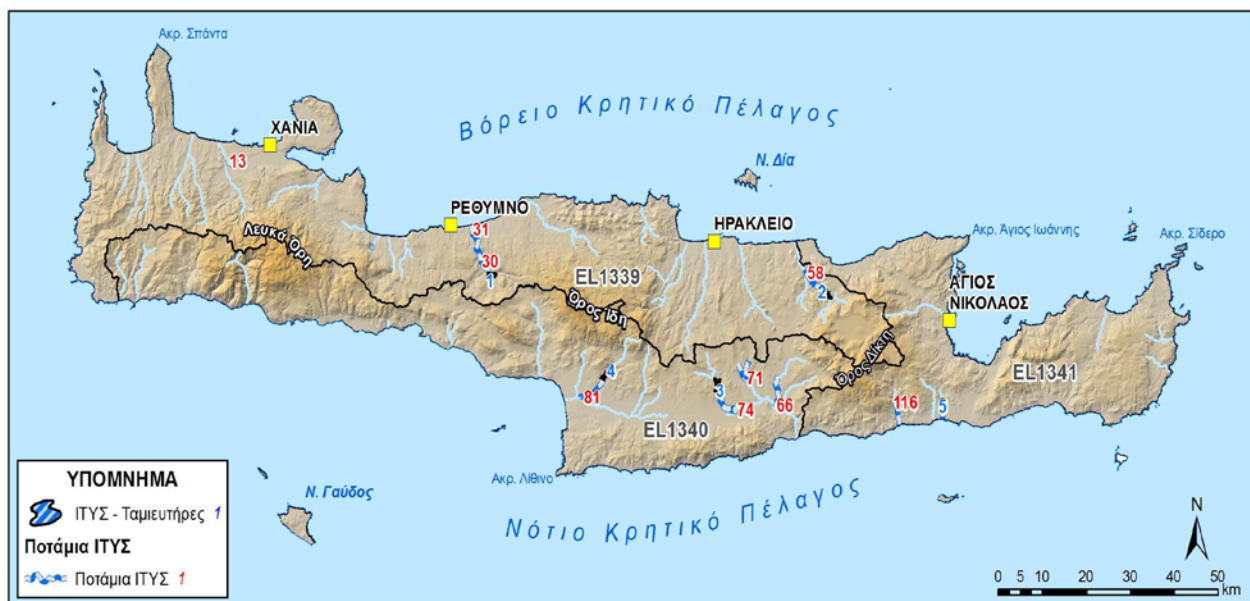 Ακρ. Σπάντα
ΧΑΝΙΑ
13
Βόρειο Κρητικό Πέλαγος
Ν. Δία
ΡΕΘΥΜΝΟ
31
30
1
ΗΡΑΚΛΕΙΟ
Ακρ. Άγιος Ιωάννης
Ακρ. Σίδερο
Λευκά Όρη
EL1339
58
2
ΑΓΙΟΣ
ΝΙΚΟΛΑΟΣ
Όρος Ίδη
Όρος Δίκτη
4
81
3
71
74
66
116
5
EL1341
EL1340
Ακρ. Λίθινο
Ν. Γαύδος
Νότιο Κρητικό Πέλαγος
ΥΠΟΜΝΗΜΑ
ΙΤΥΣ - Ταμιευτήρες 1
Ποτάμια ΙΤΥΣ
Ποτάμια ΙΤΥΣ 1
N
0 5 10 20 30 40 50
km